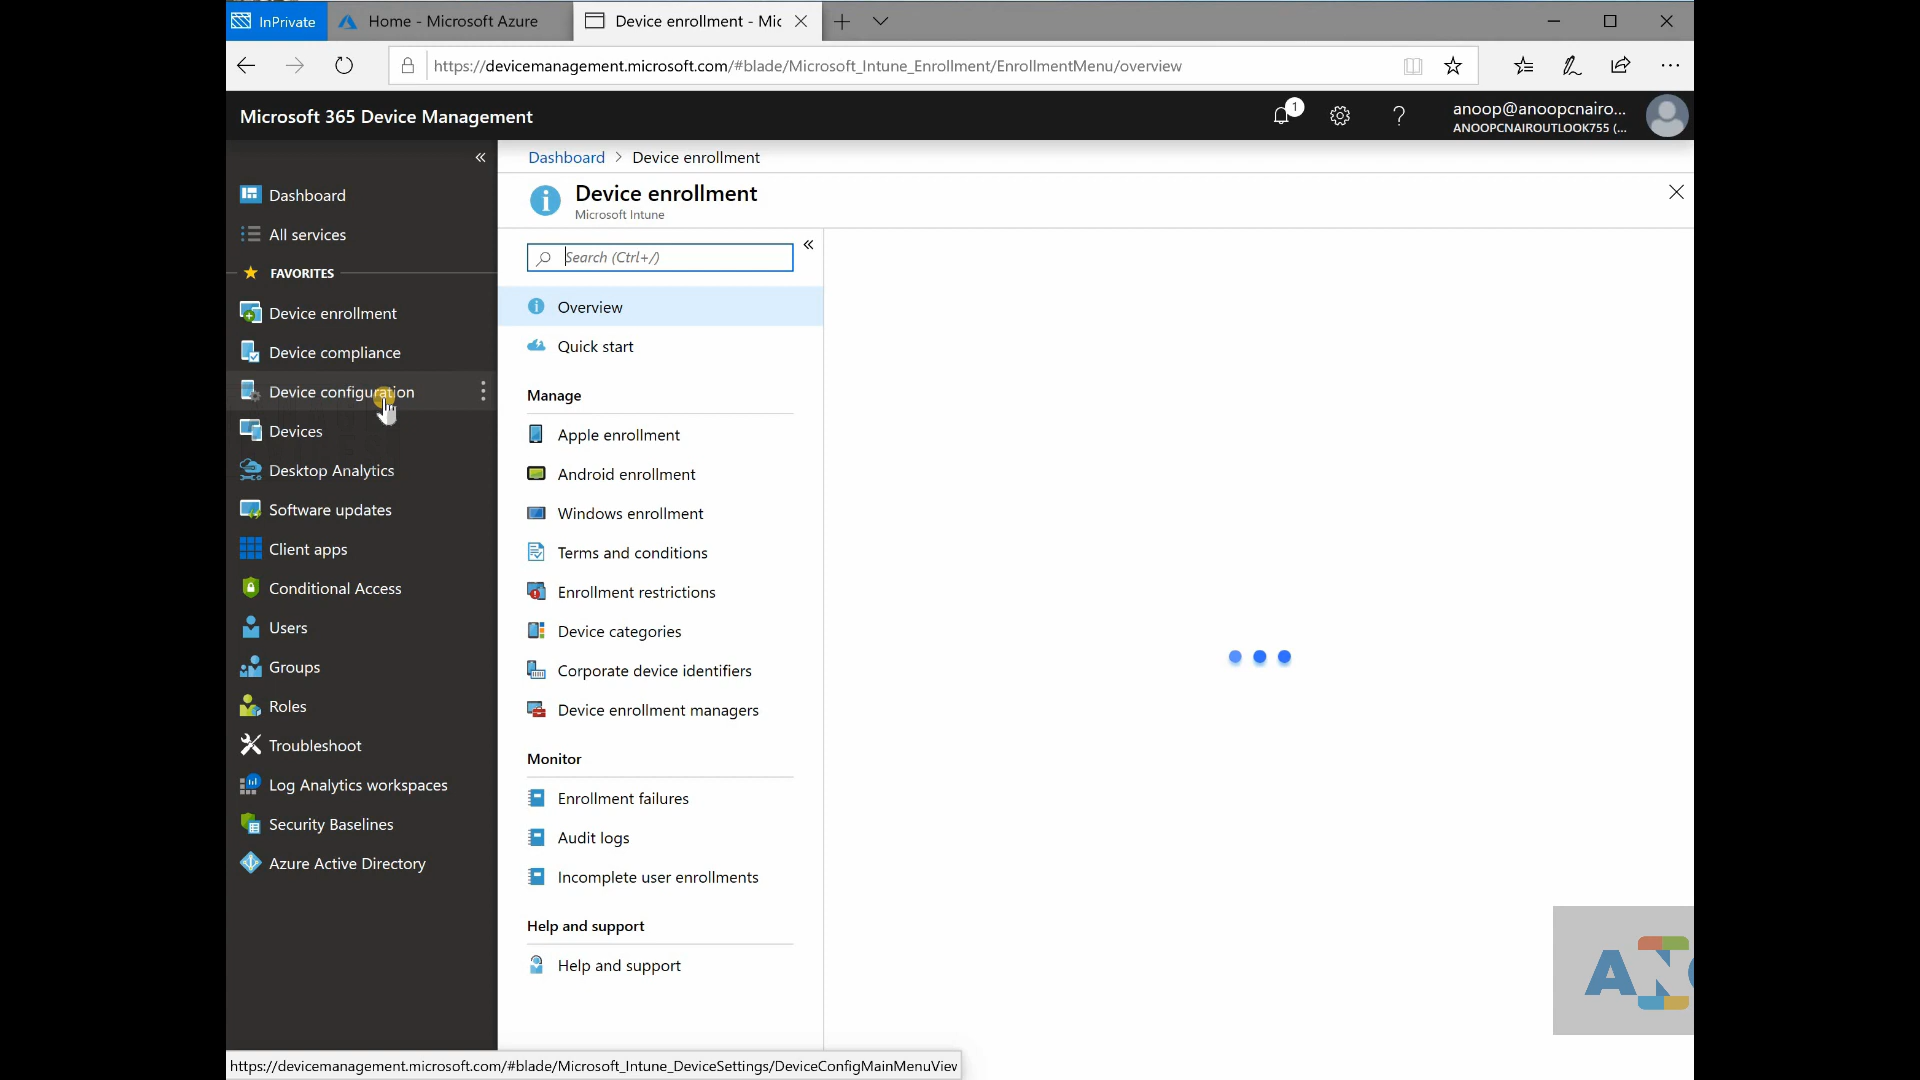 InPrivate
Home - Microsoft Azure
Device enrollment - Mic
https://devicemanagement.microsoft.com/#blade/Microsoft_Intune_Enrollment/EnrollmentMenu/overview
Microsoft 365 Device Management
1
anoop@anoopcnairo...
ANOOPCNAIROUTLOOK755 (...
Dashboard > Device enrollment
Device enrollment
Microsoft Intune
Dashboard
All services
FAVORITES
Device enrollment
Device compliance
Device configuration
Devices
Desktop Analytics
Software updates
Client apps
Conditional Access
Users
Groups
Roles
Troubleshoot
Log Analytics workspaces
Security Baselines
Azure Active Directory
Search (Ctrl+/)
Overview
Quick start
Manage
Apple enrollment
Android enrollment
Windows enrollment
Terms and conditions
Enrollment restrictions
Device categories
Corporate device identifiers
Device enrollment managers
Monitor
Enrollment failures
Audit logs
Incomplete user enrollments
Help and support
Help and support
AN
https://devicemanagement.microsoft.com/#blade/Microsoft_Intune_DeviceSettings/DeviceConfigMainMenuView